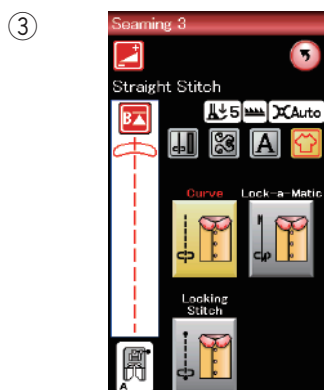 ③
Seaming 3
Straight Stitch
B
5
Auto
A
Curve
Lock-a-Matic
Locking
Stitch
A